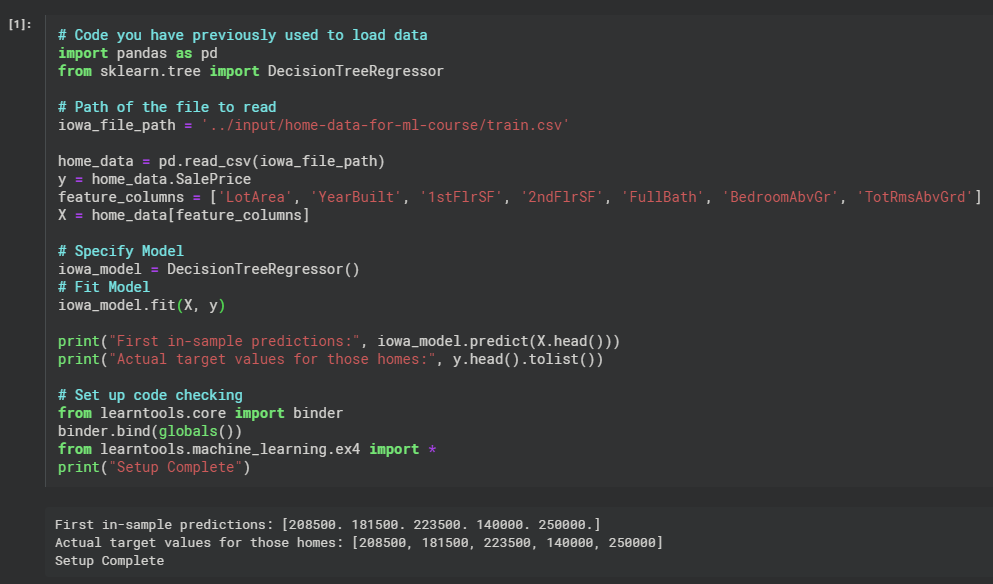 [1]:
# Code you have previously used to load data
import pandas as pd
from sklearn.tree import DecisionTreeRegressor
# Path of the file to read
iowa_file_path = '../input/home-data-for-ml-course/train.csv'
home_data = pd.read_csv(iowa_file_path)
y = home_data.SalePrice
feature_columns = ['LotArea', 'YearBuilt', '1stFlrSF', '2ndFlrSF', 'FullBath', 'BedroomAbvGr', 'TotRmsAbvGrd']
X = home_data[feature_columns]
# Specify Model
iowa_model = DecisionTreeRegressor()
# Fit Model
iowa_model.fit(X, y)
print("First in-sample predictions:", iowa_model.predict(X.head()))
print("Actual target values for those homes:", y.head().tolist())
# Set up code checking
from learntools.core import binder
binder.bind(globals())
from learntools.machine_learning.ex4 import *
print("Setup Complete")
First in-sample predictions: [208500. 181500. 223500. 140000. 250000.]
Actual target values for those homes: [208500, 181500, 223500, 140000, 250000]
Setup Complete